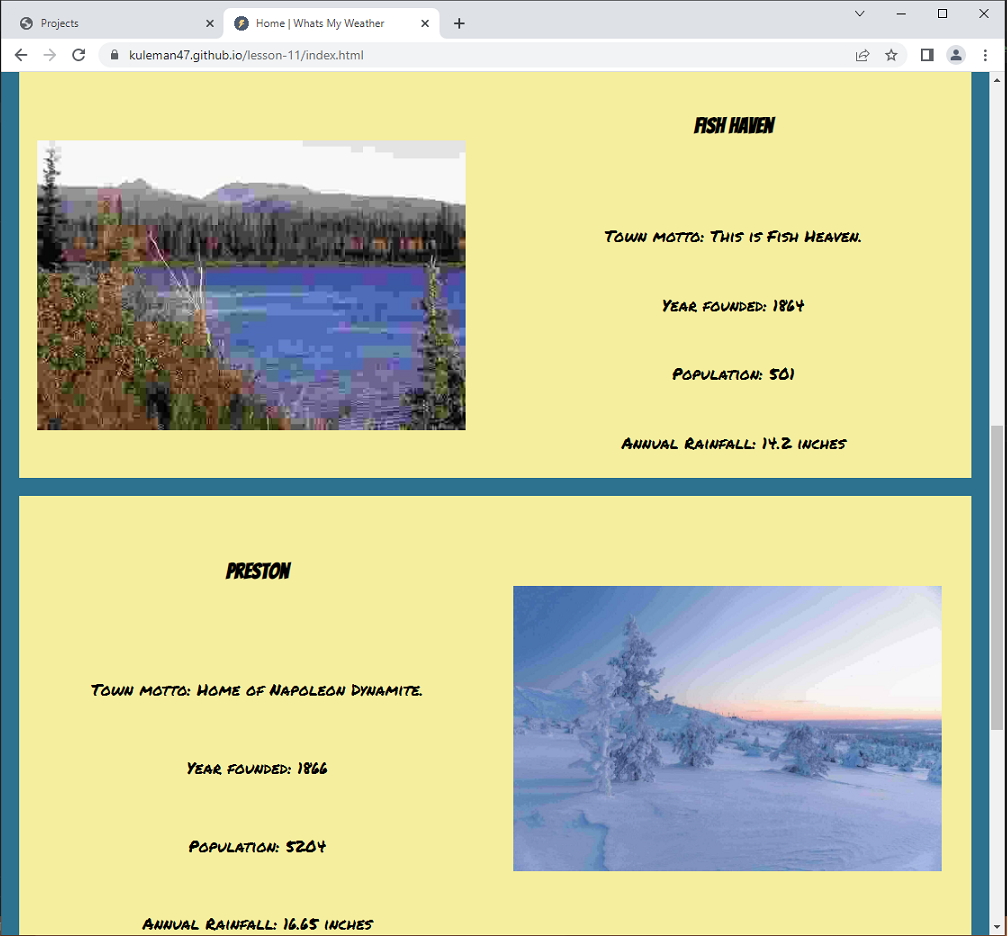 Projects
Home | Whats My Weather
kuleman47.github.io/lesson-11/index.html
FISH HAVEN
Town motto: This is Fish Heaven.
Year founded: 1864
Population: 501
Annual Rainfall: 14.2 inches
PRESTON
Town motto: Home of Napoleon Dynamite.
Year founded: 1866
Population: 5204
Annual Rainfall: 16.65 inches